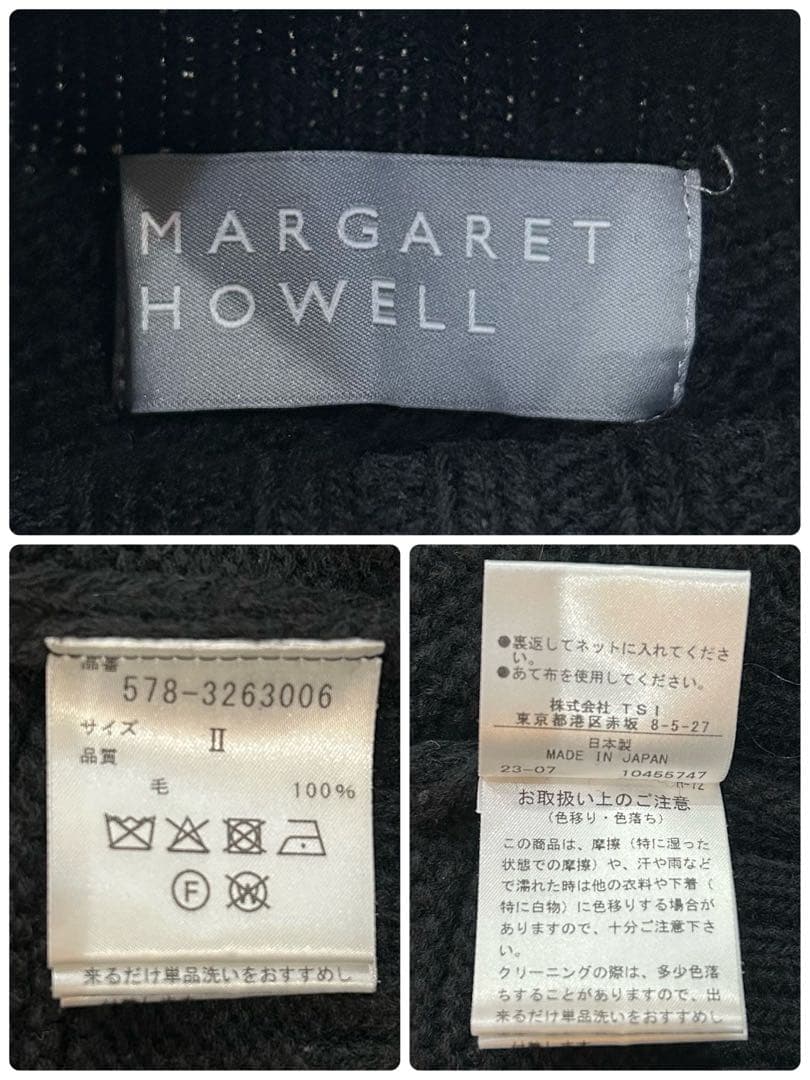 MARGARET
HOWELL
品番
578-3263006
サイズ II
品質
毛 100%
F W
来るだけ単品洗いをおすすめし
●裏返してネットに入れてくださ
い。
●あて布を使用してください。
株式会社 TSI
東京都港区赤坂 8-5-27
日本製
MADE IN JAPAN
23-07 10455747
お取扱い上のご注意
(色移り・色落ち)
この商品は、摩擦(特に湿った
状態での摩擦)や、汗や雨など
で濡れた時は他の衣料や下着(
特に白物)に色移りする場合が
ありますので、十分ご注意下さ
い。
クリーニングの際は、多少色落
ちすることがありますので、出
来るだけ単品洗いをおすすめし